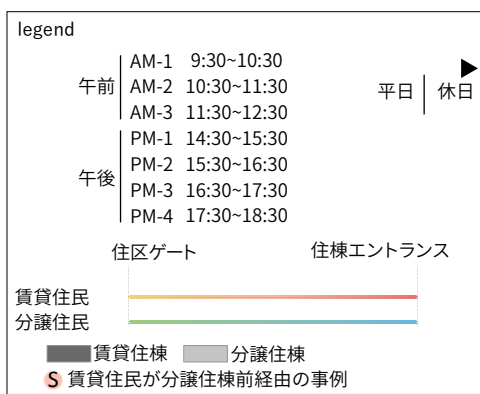 legend
午前
AM-1 9:30~10:30
AM-2 10:30~11:30
AM-3 11:30~12:30
午後
PM-1 14:30~15:30
PM-2 15:30~16:30
PM-3 16:30~17:30
PM-4 17:30~18:30
平日 休日
住区ゲート 住棟エントランス
賃貸住民
分譲住民
賃貸住棟 分譲住棟
S 賃貸住民が分譲住棟前経由の事例